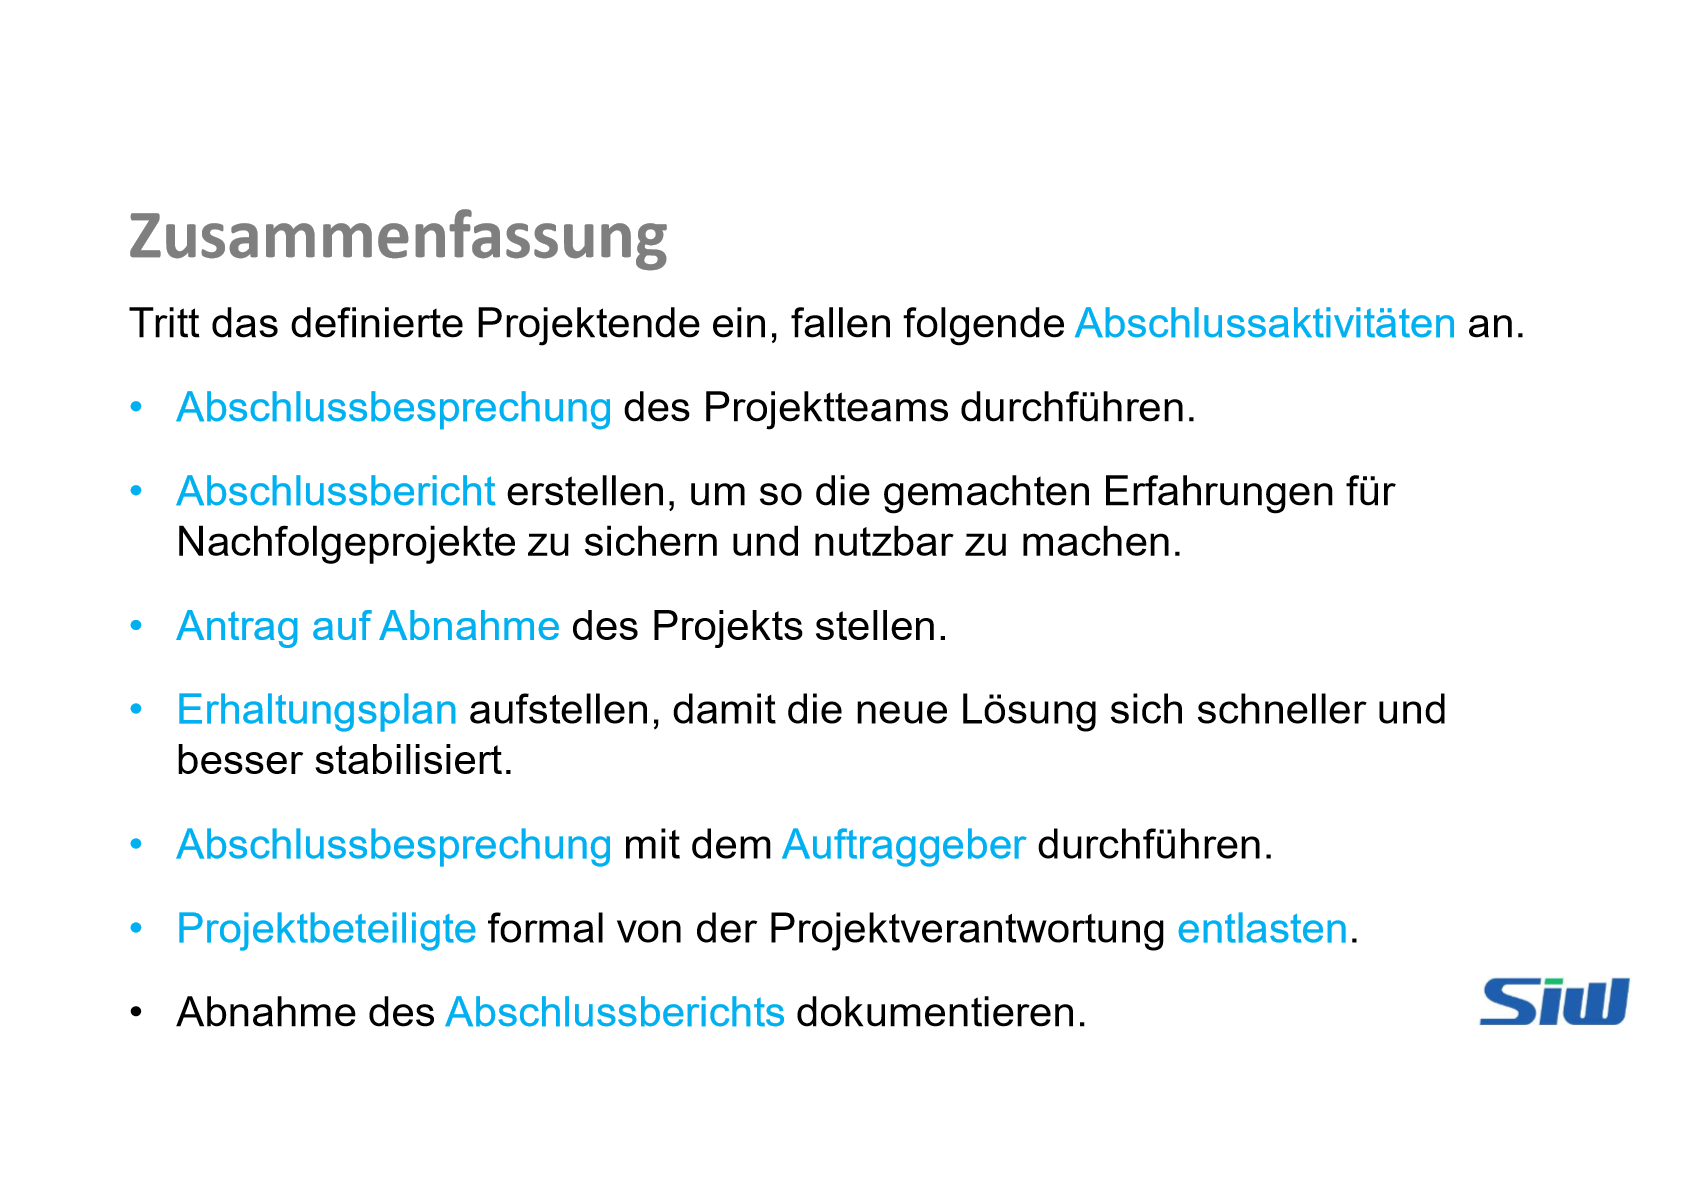 Zusammenfassung
Tritt das definierte Projektende ein, fallen folgende Abschlussaktivitäten an.
• Abschlussbesprechung des Projektteams durchführen.
• Abschlussbericht erstellen, um so die gemachten Erfahrungen für
Nachfolgeprojekte zu sichern und nutzbar zu machen.
• Antrag auf Abnahme des Projekts stellen.
• Erhaltungsplan aufstellen, damit die neue Lösung sich schneller und
besser stabilisiert.
• Abschlussbesprechung mit dem Auftraggeber durchführen.
• Projektbeteiligte formal von der Projektverantwortung entlasten.
• Abnahme des Abschlussberichts dokumentieren.
Siw